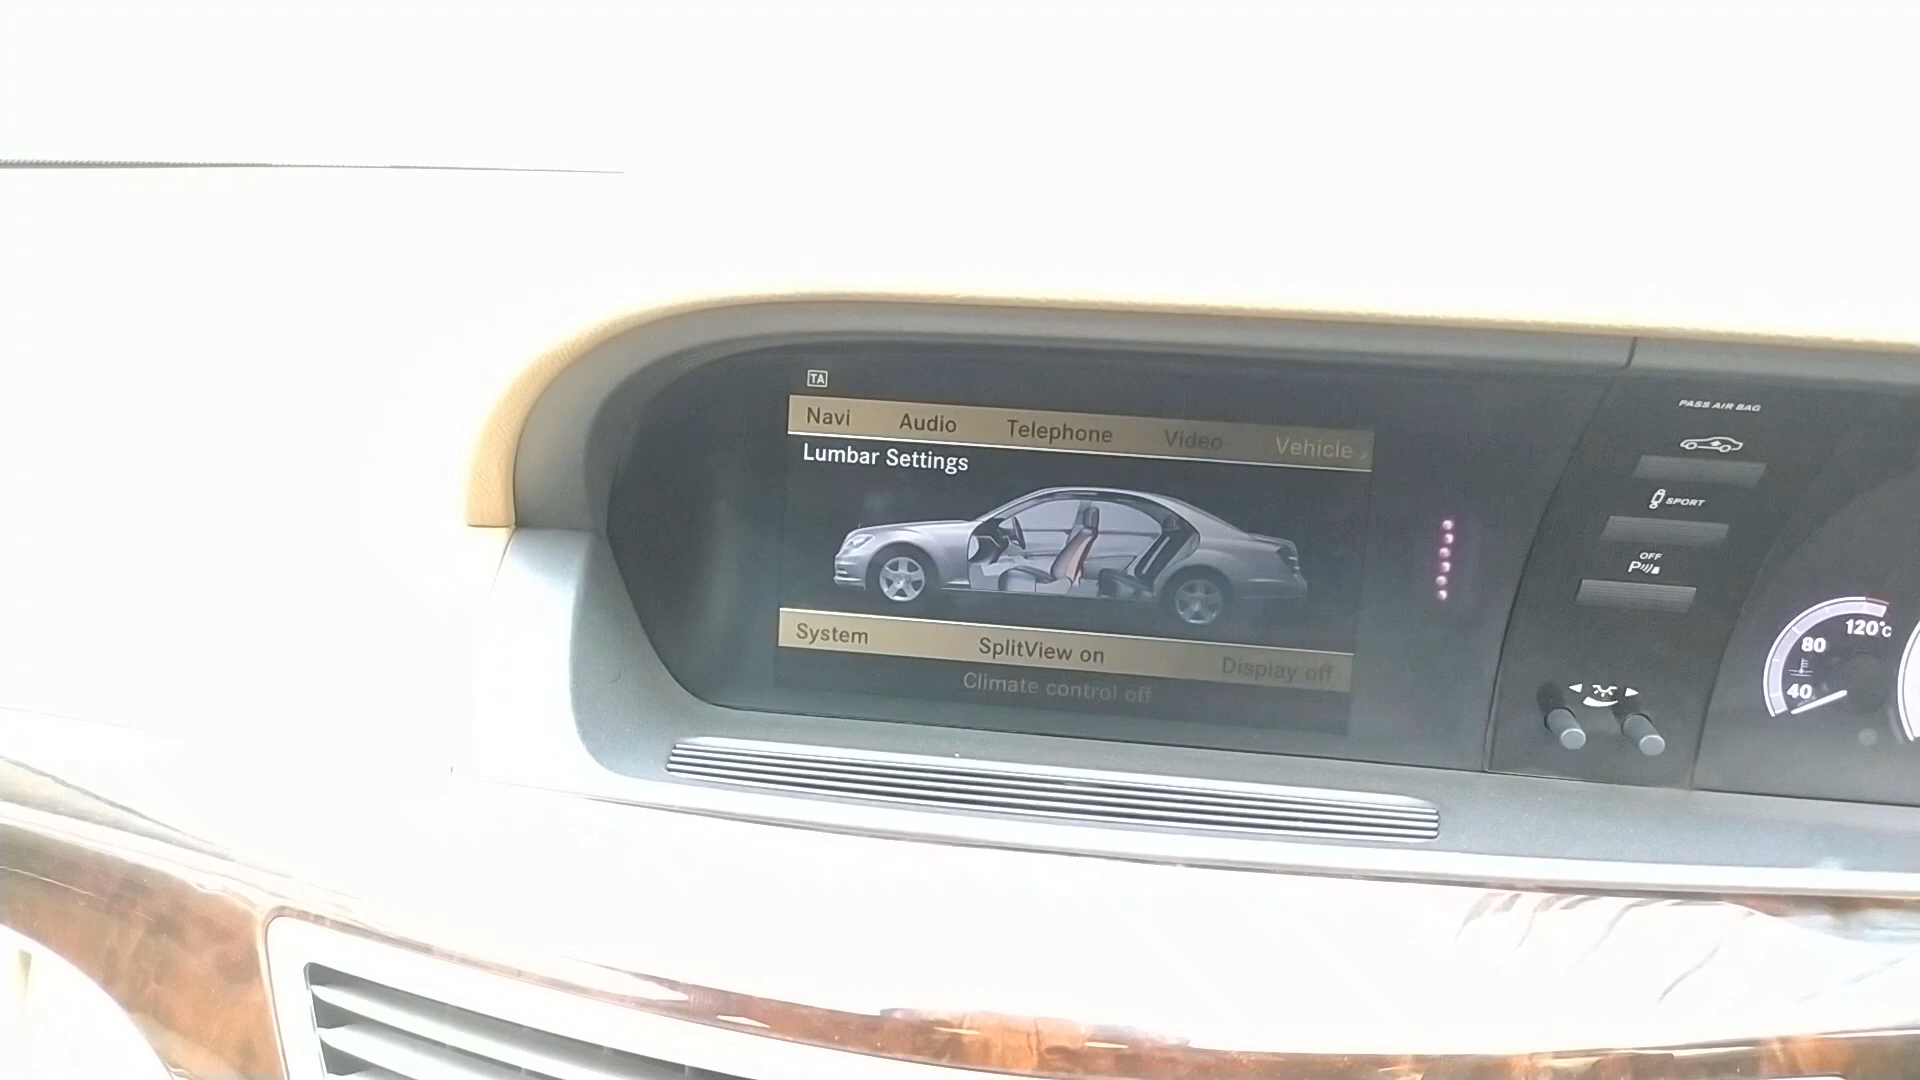 TA
Navi Audio Telephone Video Vehicle
Lumbar Settings
System SplitView on Display off
Climate control off
PASS AIR BAG
SPORT
OFF
P
120°C
80
40